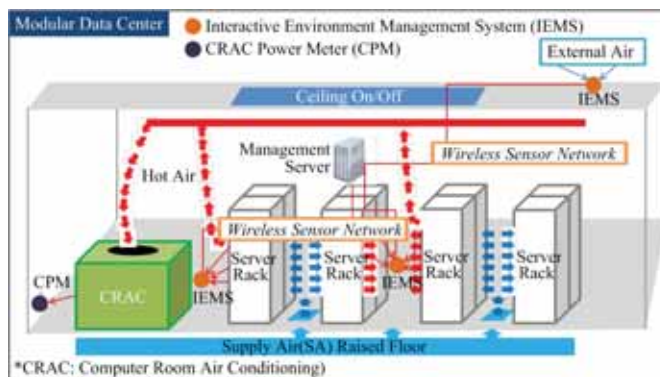 Modular Data Center
Interactive Environment Management System (IEMS)
CRAC Power Meter (CPM)
External Air
IEMS
Ceiling On/Off
Management
Server
Wireless Sensor Network
Hot Air
Wireless Sensor Network
Server
Rack
Server
Rack
Server
Rack
Server
Rack
CPM
CRAC
IEMS
IEMS
Supply Air(SA) Raised Floor
*CRAC: Computer Room Air Conditioning)